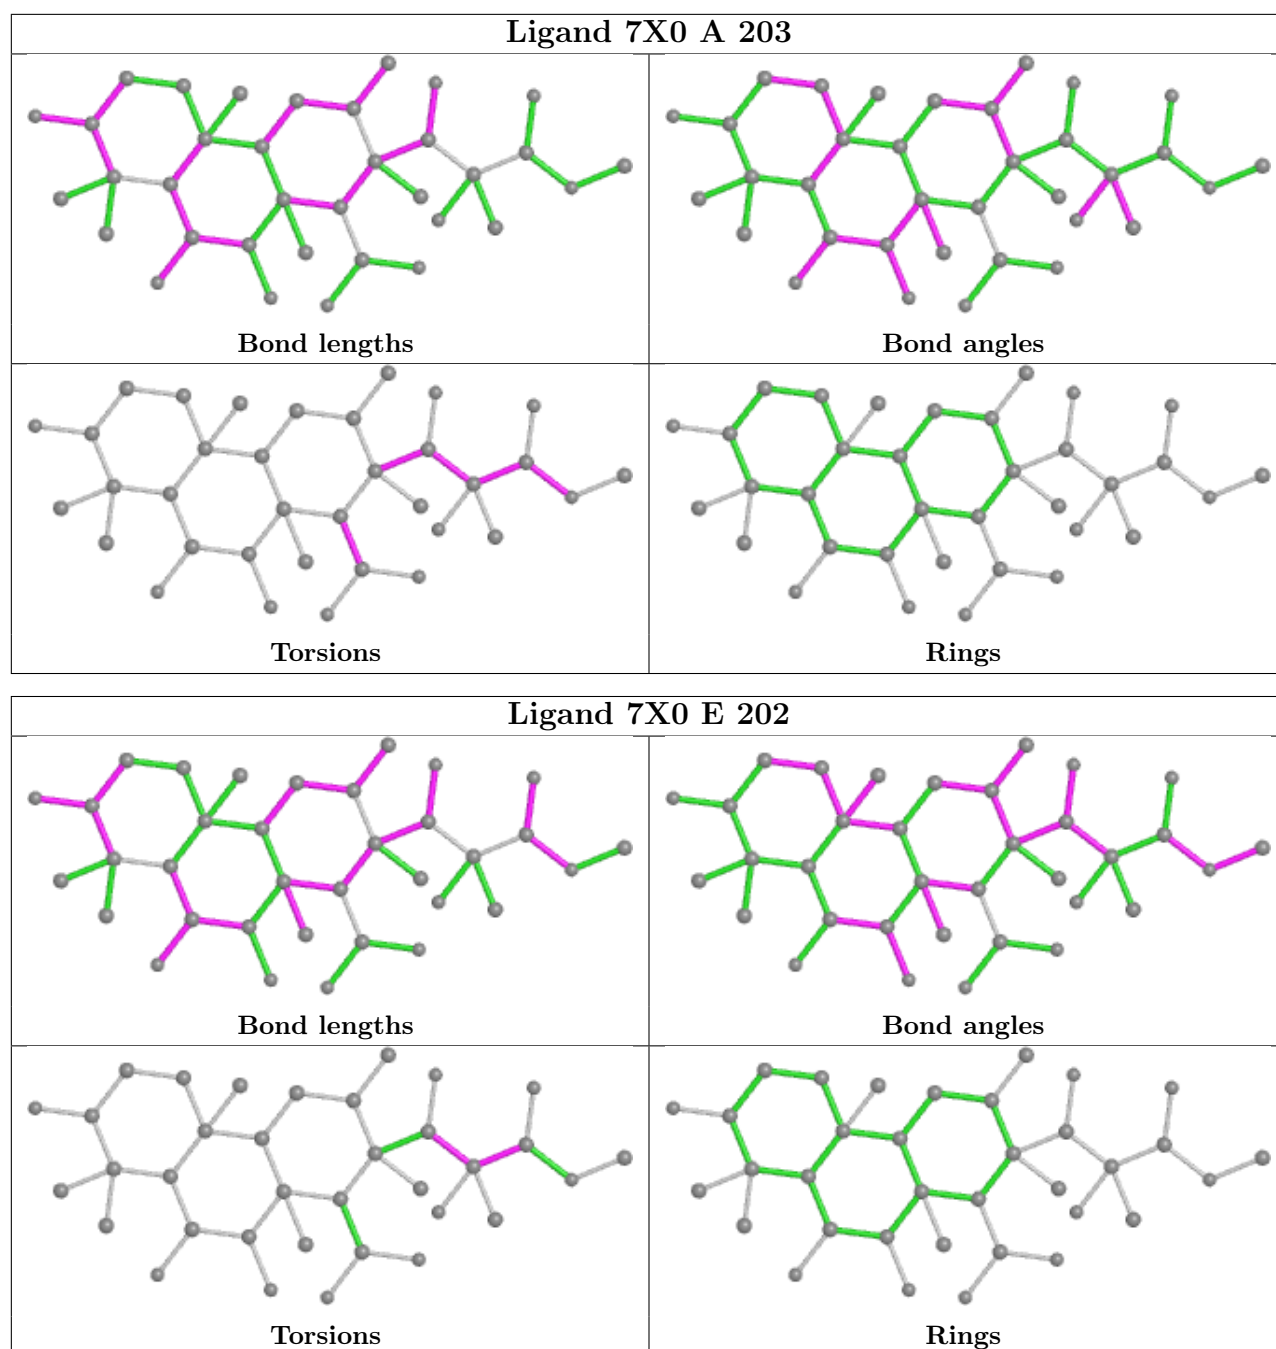 Ligand 7X0 A 203
Bond lengths
Bond angles
Torsions
Rings
Ligand 7X0 E 202
Bond lengths
Bond angles
Torsions
Rings